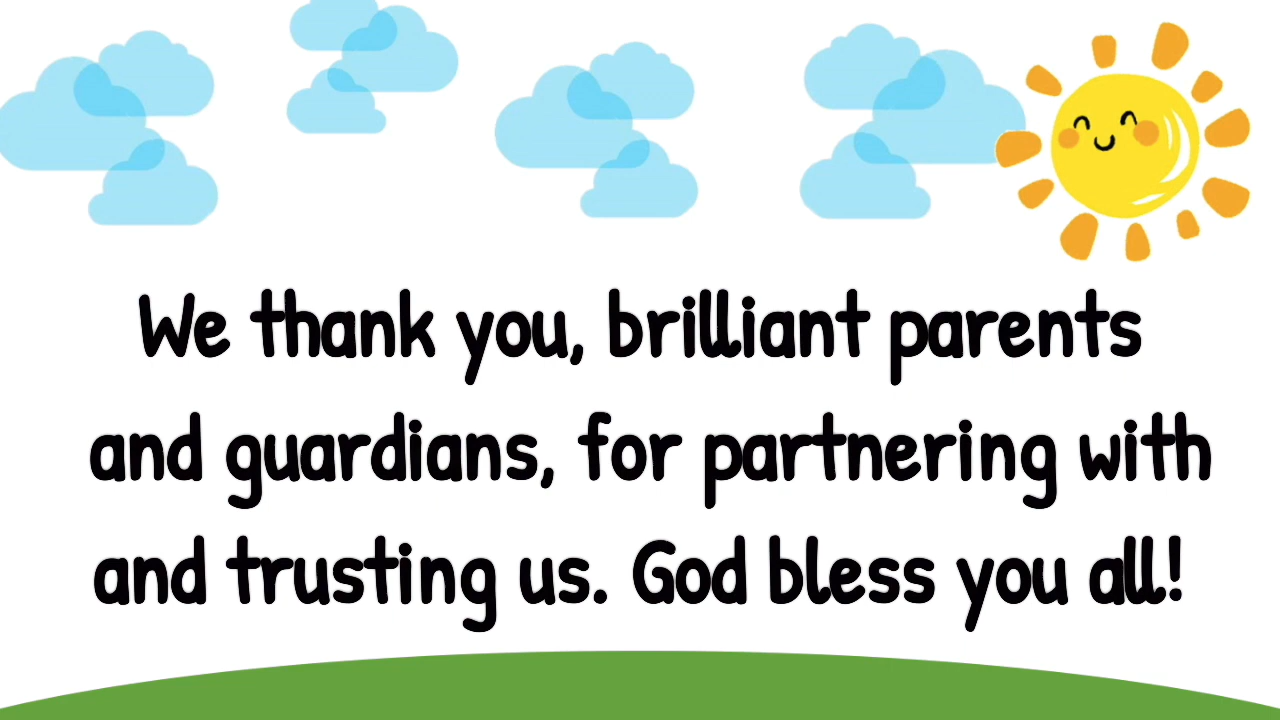 We thank you, brilliant parents
and guardians, for partnering with
and trusting us. God bless you all!